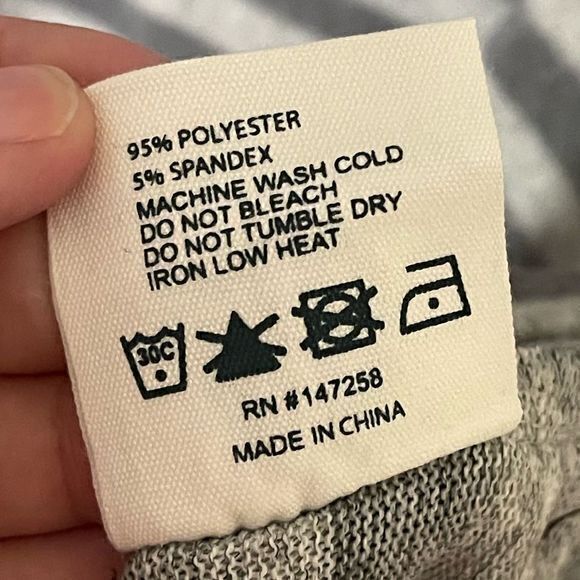 95% POLYESTER
5% SPANDEX
MACHINE WASH COLD
DO NOT BLEACH
DO NOT TUMBLE DRY
IRON LOW HEAT
30C
RN #147258
MADE IN CHINA